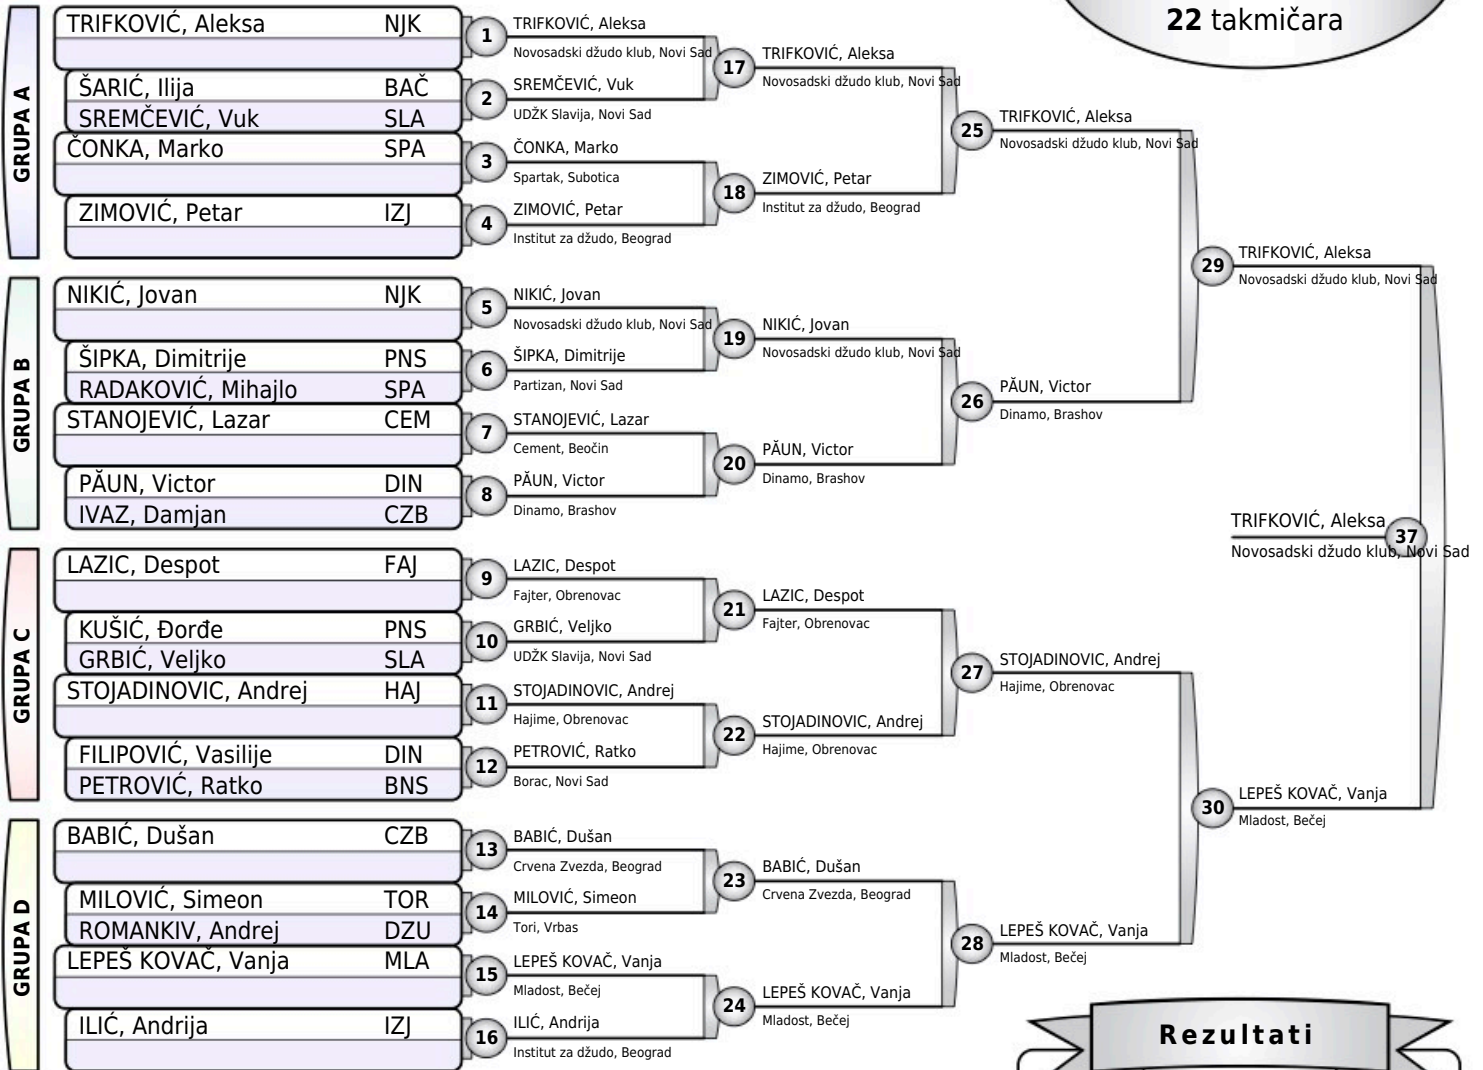 22 takmičara
GRUPA A
TRIFKOVIĆ, Aleksa NJK
ŠARIĆ, Ilija BAČ
SREMČEVIĆ, Vuk SLA
ČONKA, Marko SPA
ZIMOVIĆ, Petar IZJ
1
TRIFKOVIĆ, Aleksa
Novosadski džudo klub, Novi Sad
2
SREMČEVIĆ, Vuk
UDŽK Slavija, Novi Sad
3
ČONKA, Marko
Spartak, Subotica
4
ZIMOVIĆ, Petar
Institut za džudo, Beograd
17
TRIFKOVIĆ, Aleksa
Novosadski džudo klub, Novi Sad
18
ZIMOVIĆ, Petar
Institut za džudo, Beograd
25
TRIFKOVIĆ, Aleksa
Novosadski džudo klub, Novi Sad
GRUPA B
NIKIĆ, Jovan NJK
ŠIPKA, Dimitrije PNS
RADAKOVIĆ, Mihajlo SPA
STANOJEVIĆ, Lazar CEM
PĂUN, Victor DIN
IVAZ, Damjan CZB
5
NIKIĆ, Jovan
Novosadski džudo klub, Novi Sad
6
ŠIPKA, Dimitrije
Partizan, Novi Sad
7
STANOJEVIĆ, Lazar
Cement, Beočin
8
PĂUN, Victor
Dinamo, Brashov
19
NIKIĆ, Jovan
Novosadski džudo klub, Novi Sad
20
PĂUN, Victor
Dinamo, Brashov
26
PĂUN, Victor
Dinamo, Brashov
29
TRIFKOVIĆ, Aleksa
Novosadski džudo klub, Novi Sad
GRUPA C
LAZIC, Despot FAJ
KUŠIĆ, Đorđe PNS
GRBIĆ, Veljko SLA
STOJADINOVIC, Andrej HAJ
FILIPOVIĆ, Vasilije DIN
PETROVIĆ, Ratko BNS
9
LAZIC, Despot
Fajter, Obrenovac
10
GRBIĆ, Veljko
UDŽK Slavija, Novi Sad
11
STOJADINOVIC, Andrej
Hajime, Obrenovac
12
PETROVIĆ, Ratko
Borac, Novi Sad
21
LAZIC, Despot
Fajter, Obrenovac
22
STOJADINOVIC, Andrej
Hajime, Obrenovac
27
STOJADINOVIC, Andrej
Hajime, Obrenovac
GRUPA D
BABIĆ, Dušan CZB
MILOVIĆ, Simeon TOR
ROMANKIV, Andrej DZU
LEPEŠ KOVAČ, Vanja MLA
ILIĆ, Andrija IZJ
13
BABIĆ, Dušan
Crvena Zvezda, Beograd
14
MILOVIĆ, Simeon
Tori, Vrbas
15
LEPEŠ KOVAČ, Vanja
Mladost, Bečej
16
ILIĆ, Andrija
Institut za džudo, Beograd
23
BABIĆ, Dušan
Crvena Zvezda, Beograd
24
LEPEŠ KOVAČ, Vanja
Mladost, Bečej
28
LEPEŠ KOVAČ, Vanja
Mladost, Bečej
30
LEPEŠ KOVAČ, Vanja
Mladost, Bečej
TRIFKOVIĆ, Aleksa
37
Novosadski džudo klub, Novi Sad
Rezultati